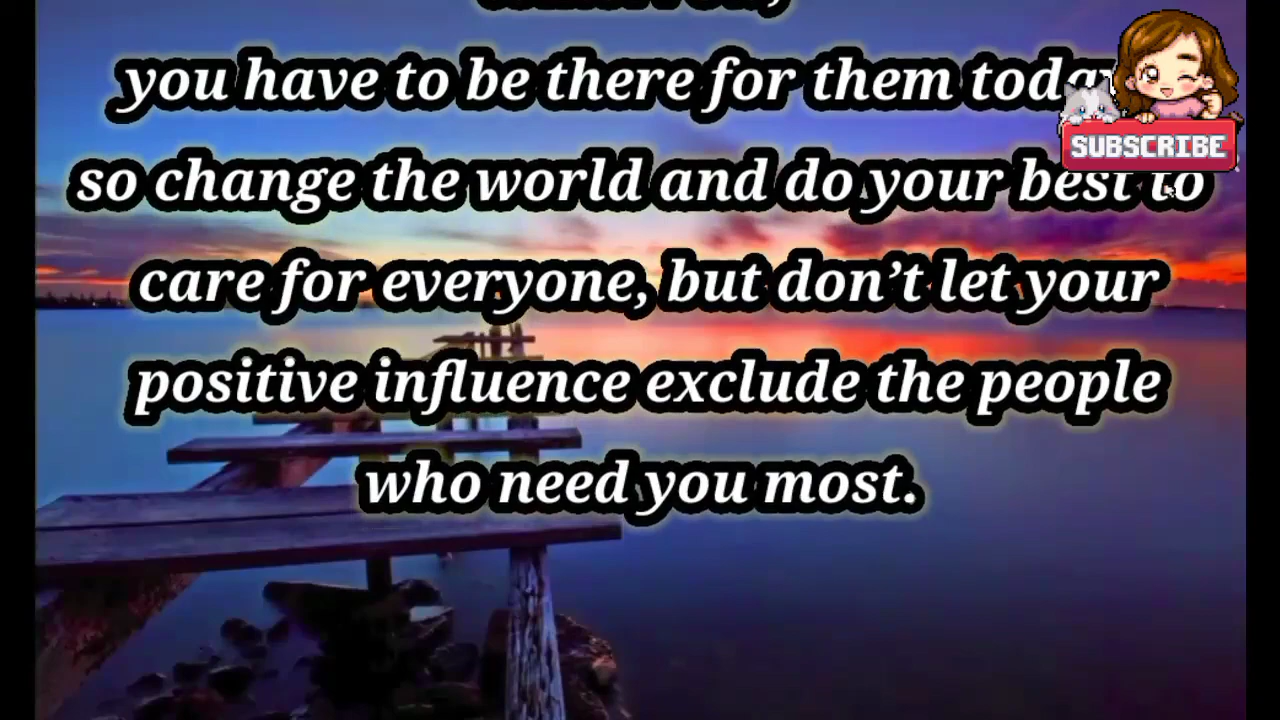 you have to be there for them today
so change the world and do your best to
care for everyone, but don’t let your
positive influence exclude the people
who need you most.
SUBSCRIBE